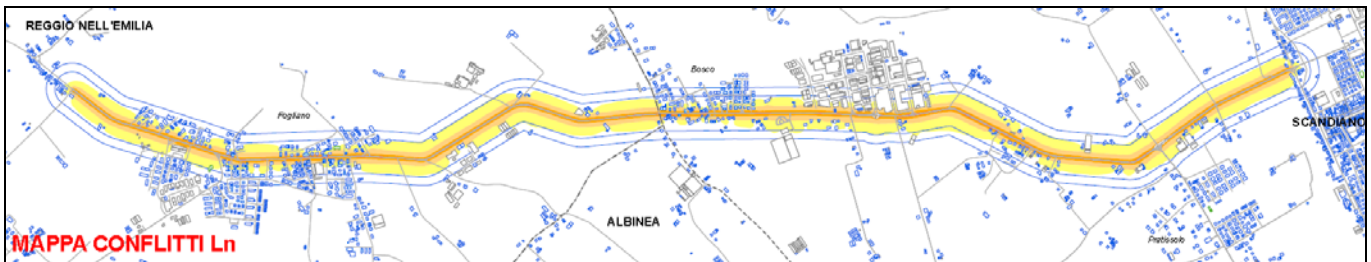 REGGIO NELL'EMILIA
Bosco
Fogliano
SCANDIANO
ALBINEA
Pratissolo
MAPPA CONFLITTI Ln